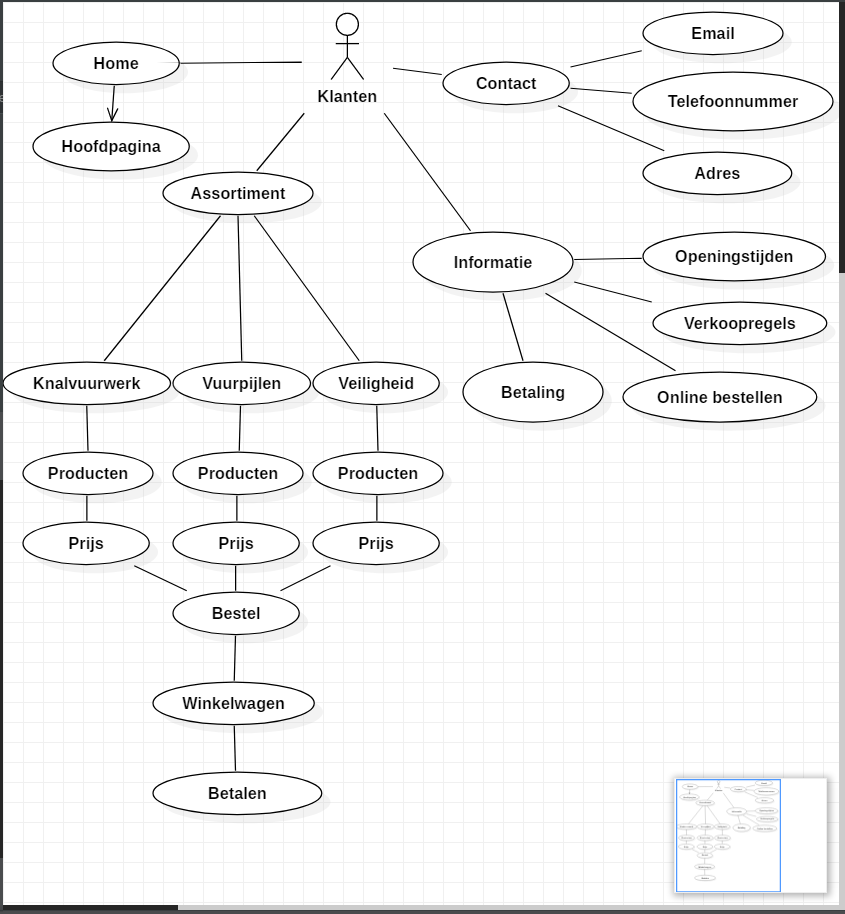 Home
Klanten
Contact
Email
Telefoonnummer
Adres
Hoofdpagina
Assortiment
Informatie
Openingstijden
Verkoopregels
Betaling
Online bestellen
Knalvuurwerk
Vuurpijlen
Veiligheid
Producten
Producten
Producten
Prijs
Prijs
Prijs
Bestel
Winkelwagen
Betalen